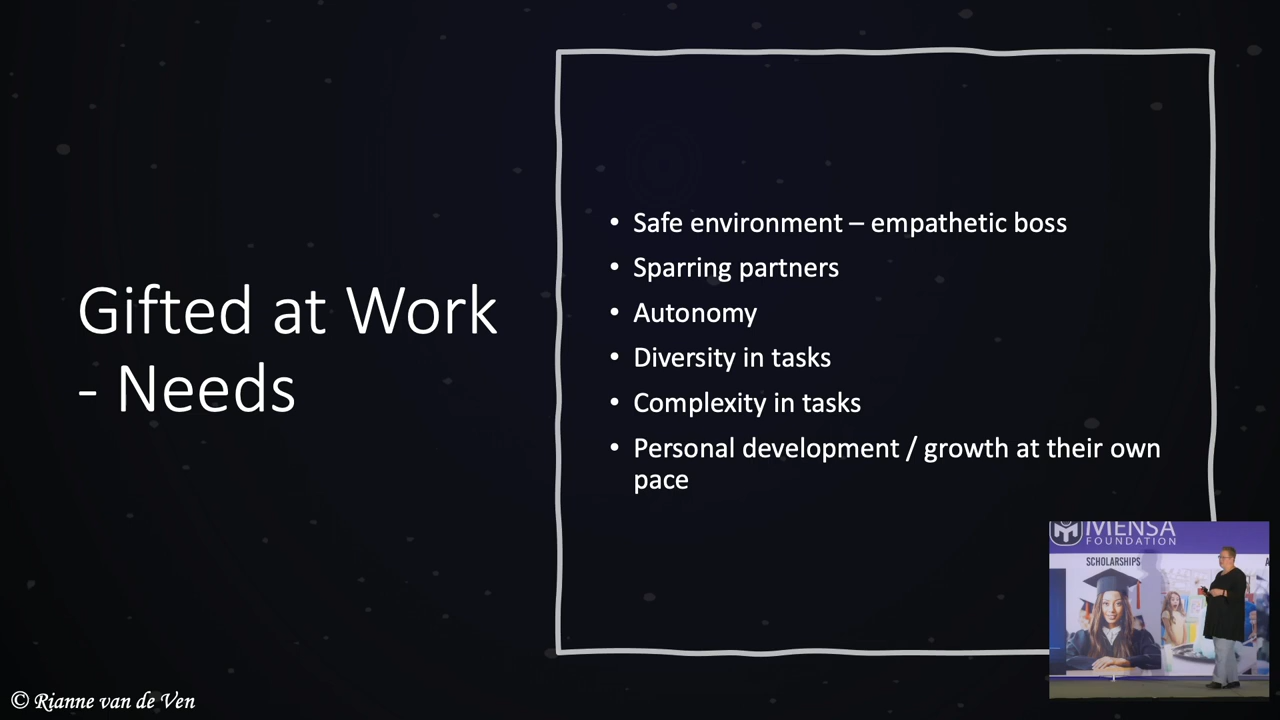 Gifted at Work
- Needs
• Safe environment – empathetic boss
• Sparring partners
• Autonomy
• Diversity in tasks
• Complexity in tasks
• Personal development / growth at their own
pace
MENSA
FOUNDATION
SCHOLARSHIPS
© Rianne van de Ven